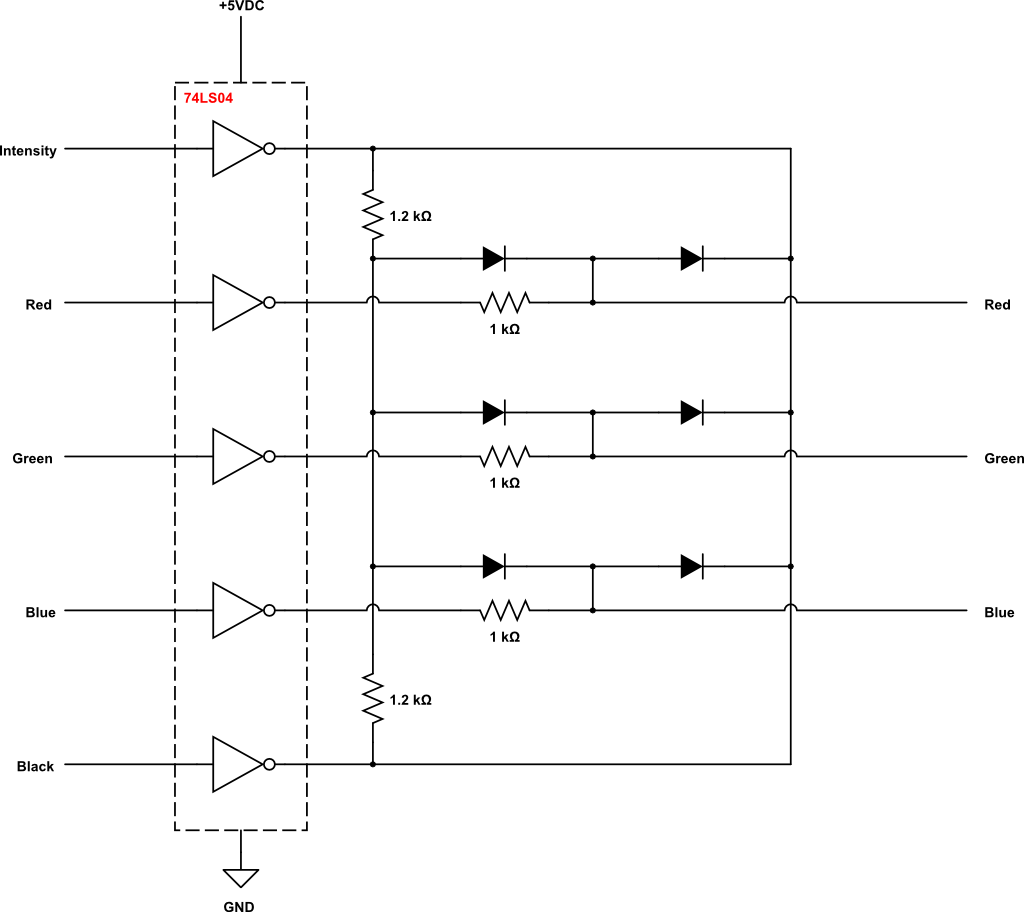 +5VDC
74LS04
Intensity
1.2 kΩ
Red
Red
1 kΩ
Green
Green
1 kΩ
Blue
Blue
1 kΩ
1.2 kΩ
Black
GND